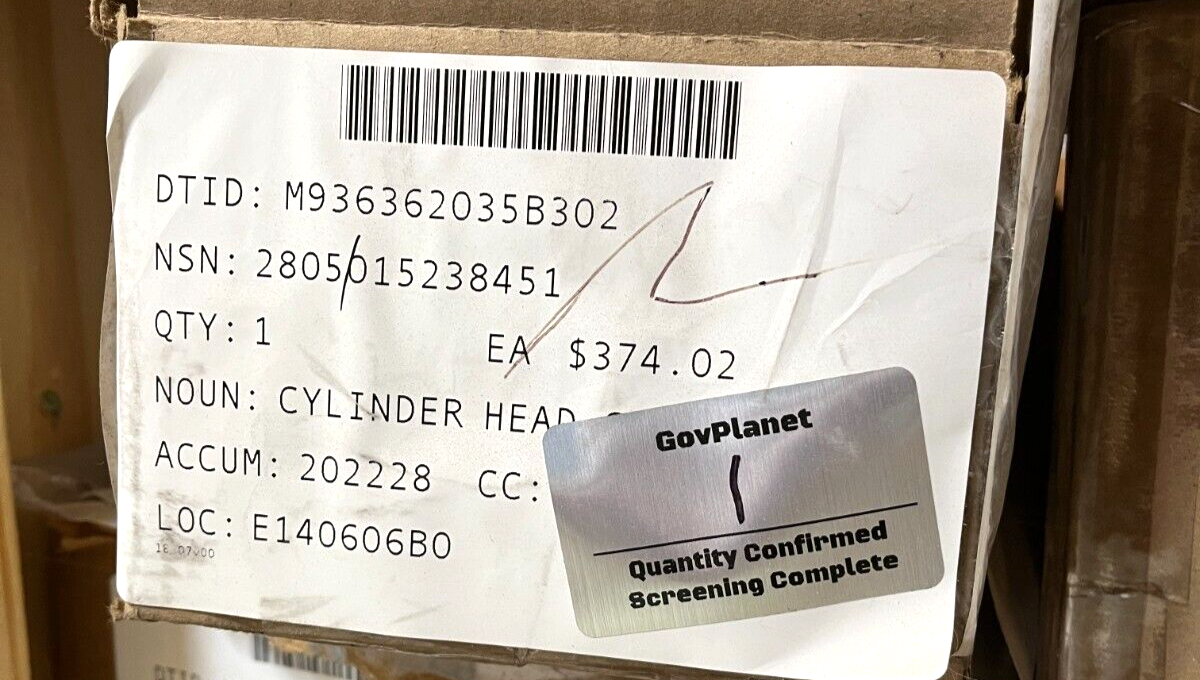 DTID: M936362035B302
NSN: 2805015238451
QTY: 1 EA $374.02
NOUN: CYLINDER HEAD
ACCUM: 202228 CC:
LOC: E140606B0
GovPlanet
1
Quantity Confirmed
Screening Complete
DTID